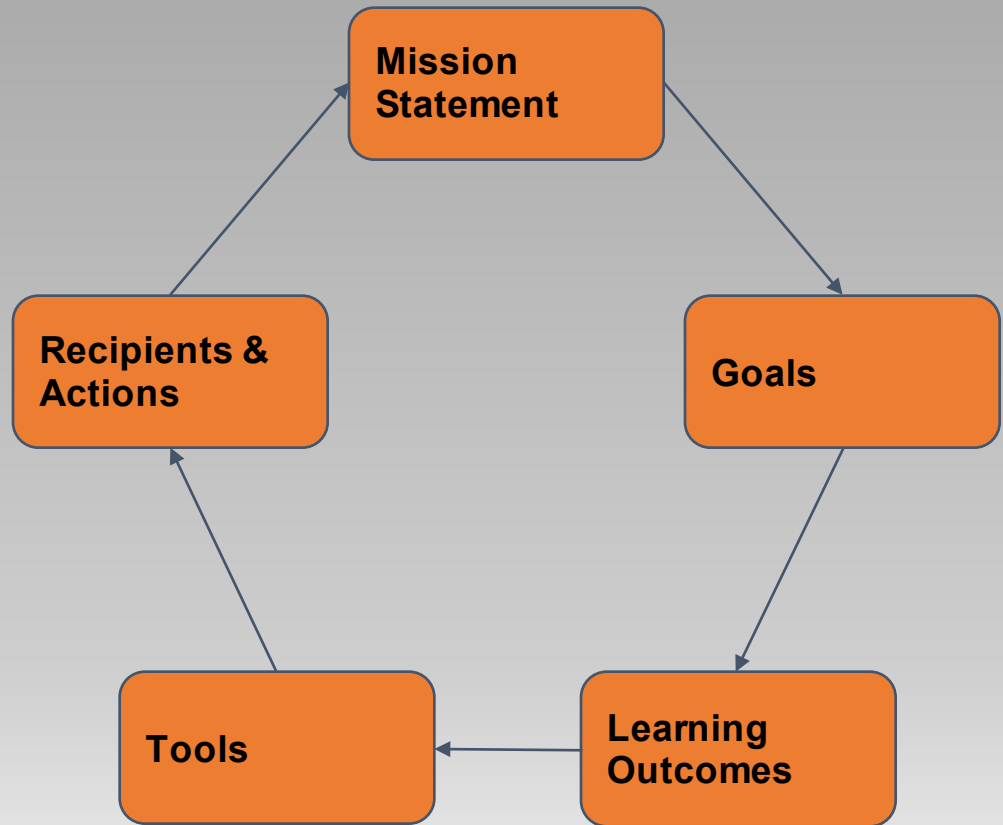 Mission
Statement
Goals
Learning
Outcomes
Tools
Recipients &
Actions